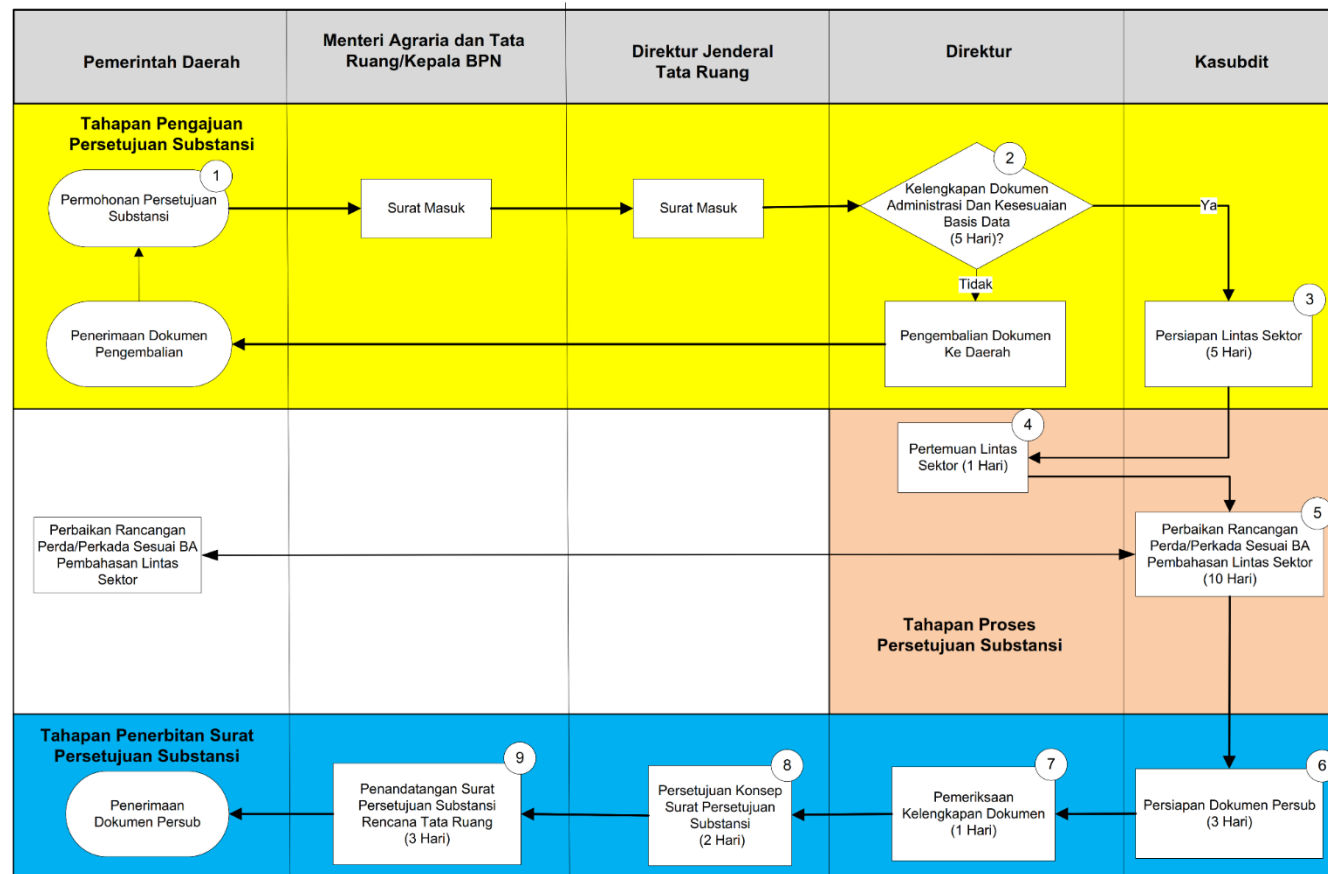 Pemerintah Daerah
Menteri Agraria dan Tata
Ruang/Kepala BPN
Direktur Jenderal
Tata Ruang
Direktur
Kasubdit
Tahapan Pengajuan
Persetujuan Substansi
1
Permohonan Persetujuan
Substansi
Surat Masuk
Surat Masuk
2
Kelengkapan Dokumen
Administrasi Dan Kesesuaian
Basis Data
(5 Hari)?
Ya
Tidak
3
Persiapan Lintas Sektor
(5 Hari)
Pengembalian Dokumen
Ke Daerah
Penerimaan Dokumen
Pengembalian
4
Pertemuan Lintas
Sektor (1 Hari)
5
Perbaikan Rancangan
Perda/Perkada Sesuai BA
Pembahasan Lintas Sektor
(10 Hari)
Perbaikan Rancangan
Perda/Perkada Sesuai BA
Pembahasan Lintas
Sektor
Tahapan Proses
Persetujuan Substansi
Tahapan Penerbitan Surat
Persetujuan Substansi
6
Persiapan Dokumen Persub
(3 Hari)
7
Pemeriksaan
Kelengkapan Dokumen
(1 Hari)
8
Persetujuan Konsep
Surat Persetujuan
Substansi
(2 Hari)
9
Penandatangan Surat
Persetujuan Substansi
Rencana Tata Ruang
(3 Hari)
Penerimaan
Dokumen Persub